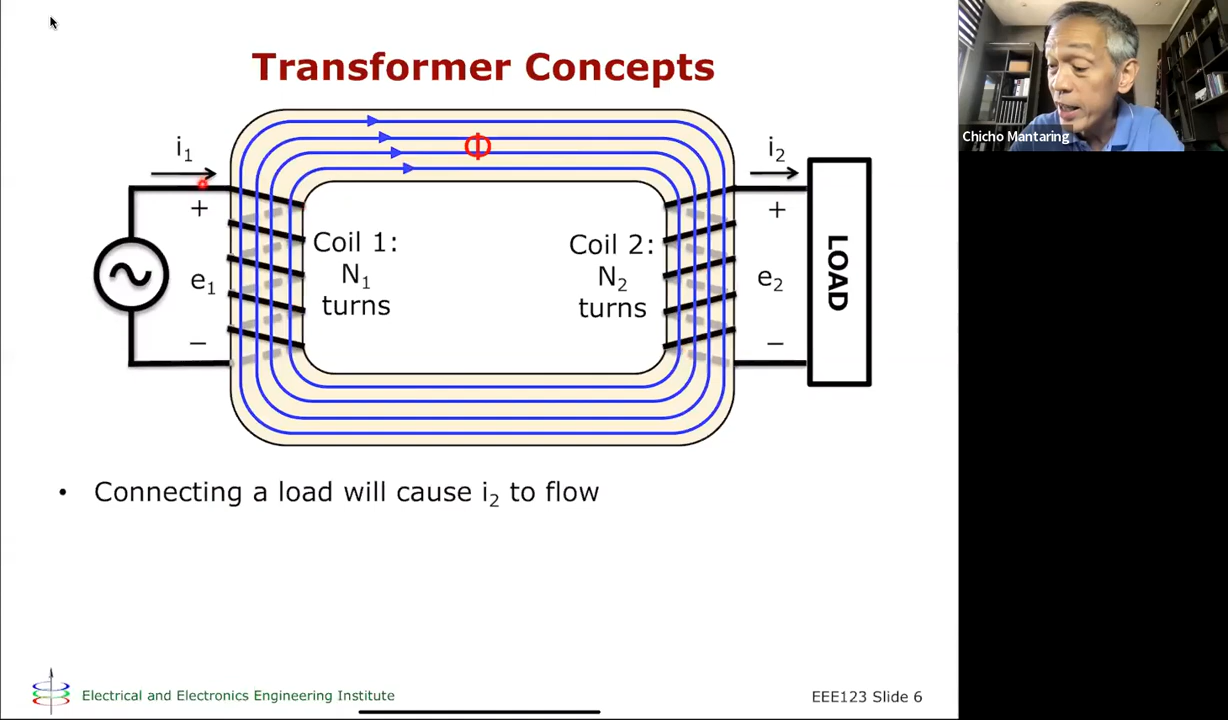 Transformer Concepts
Φ
i1
i2
Chicho Mantaring
+
+
Coil 1:
N1
turns
Coil 2:
N2
turns
e1
e2
LOAD
−
−
• Connecting a load will cause i2 to flow
Electrical and Electronics Engineering Institute
EEE123 Slide 6